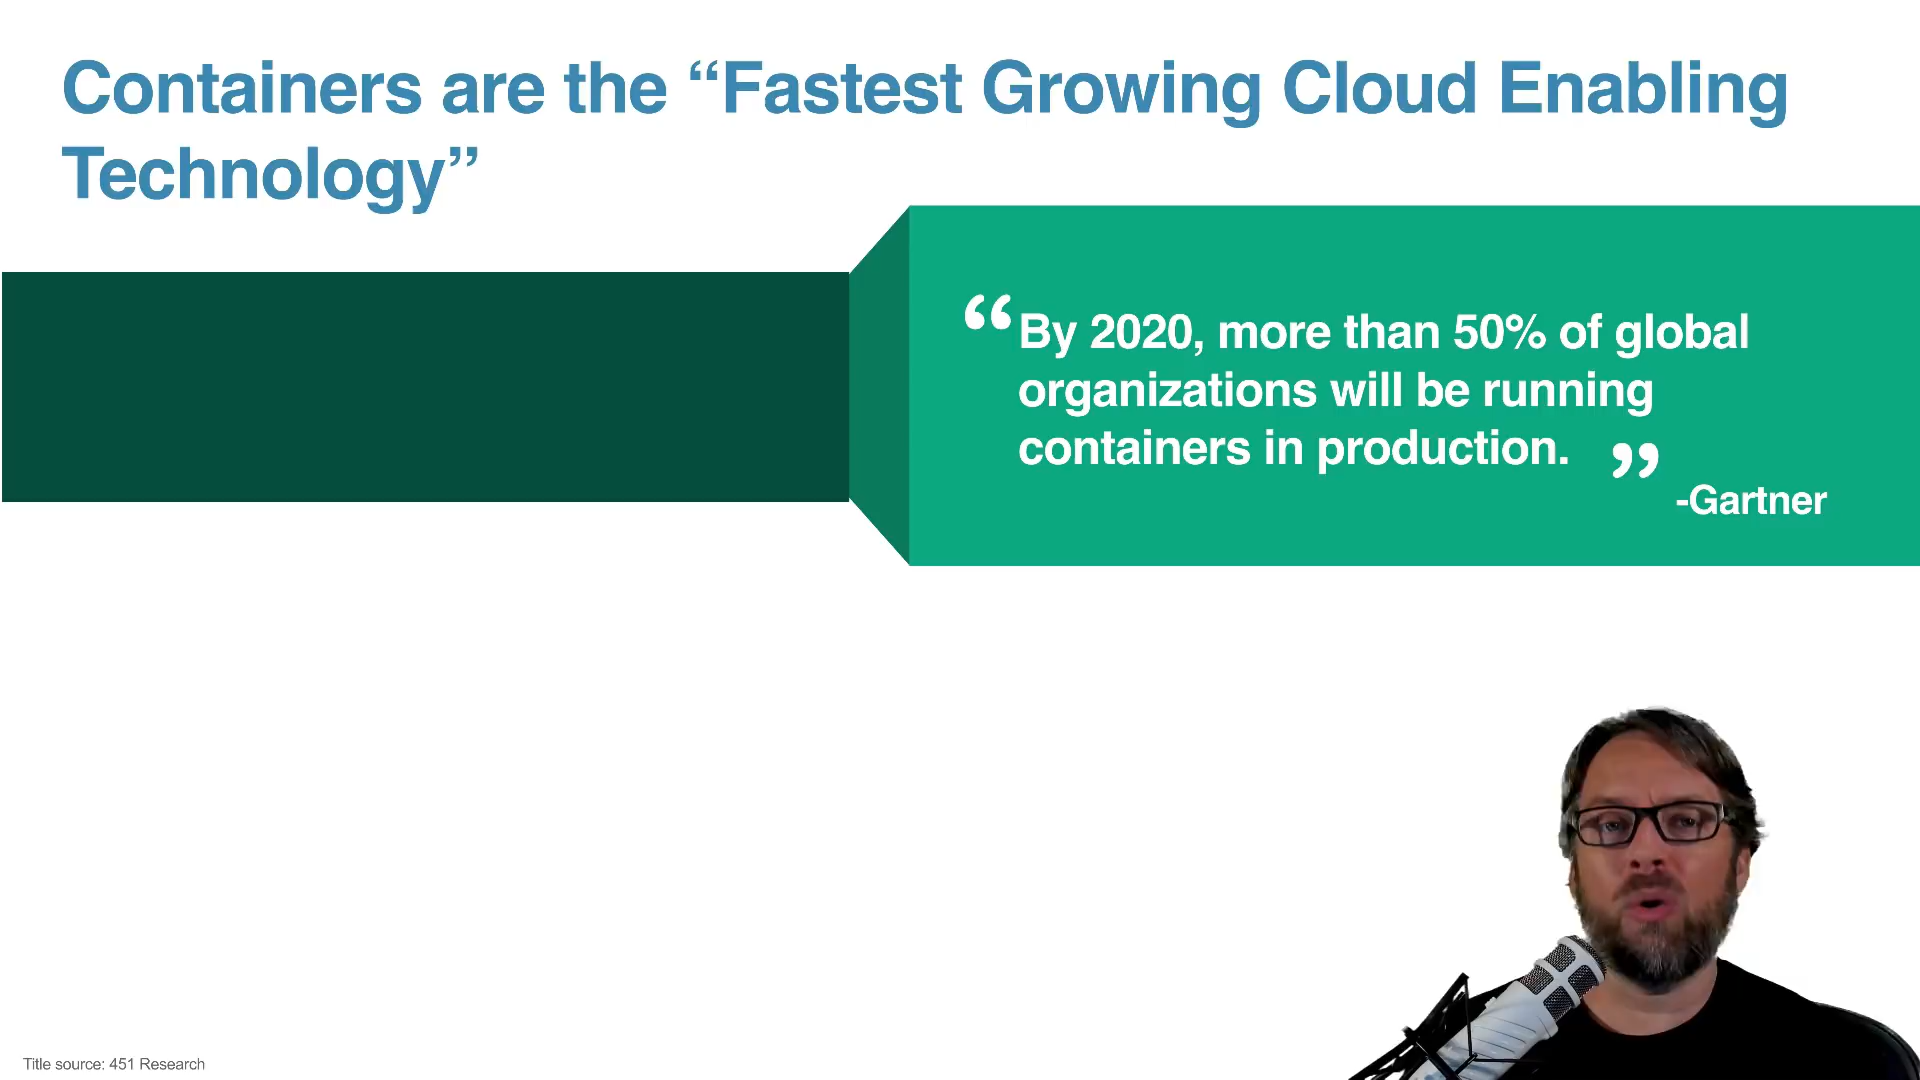 Containers are the “Fastest Growing Cloud Enabling
Technology”
“By 2020, more than 50% of global
organizations will be running
containers in production. ”
-Gartner
Title source: 451 Research